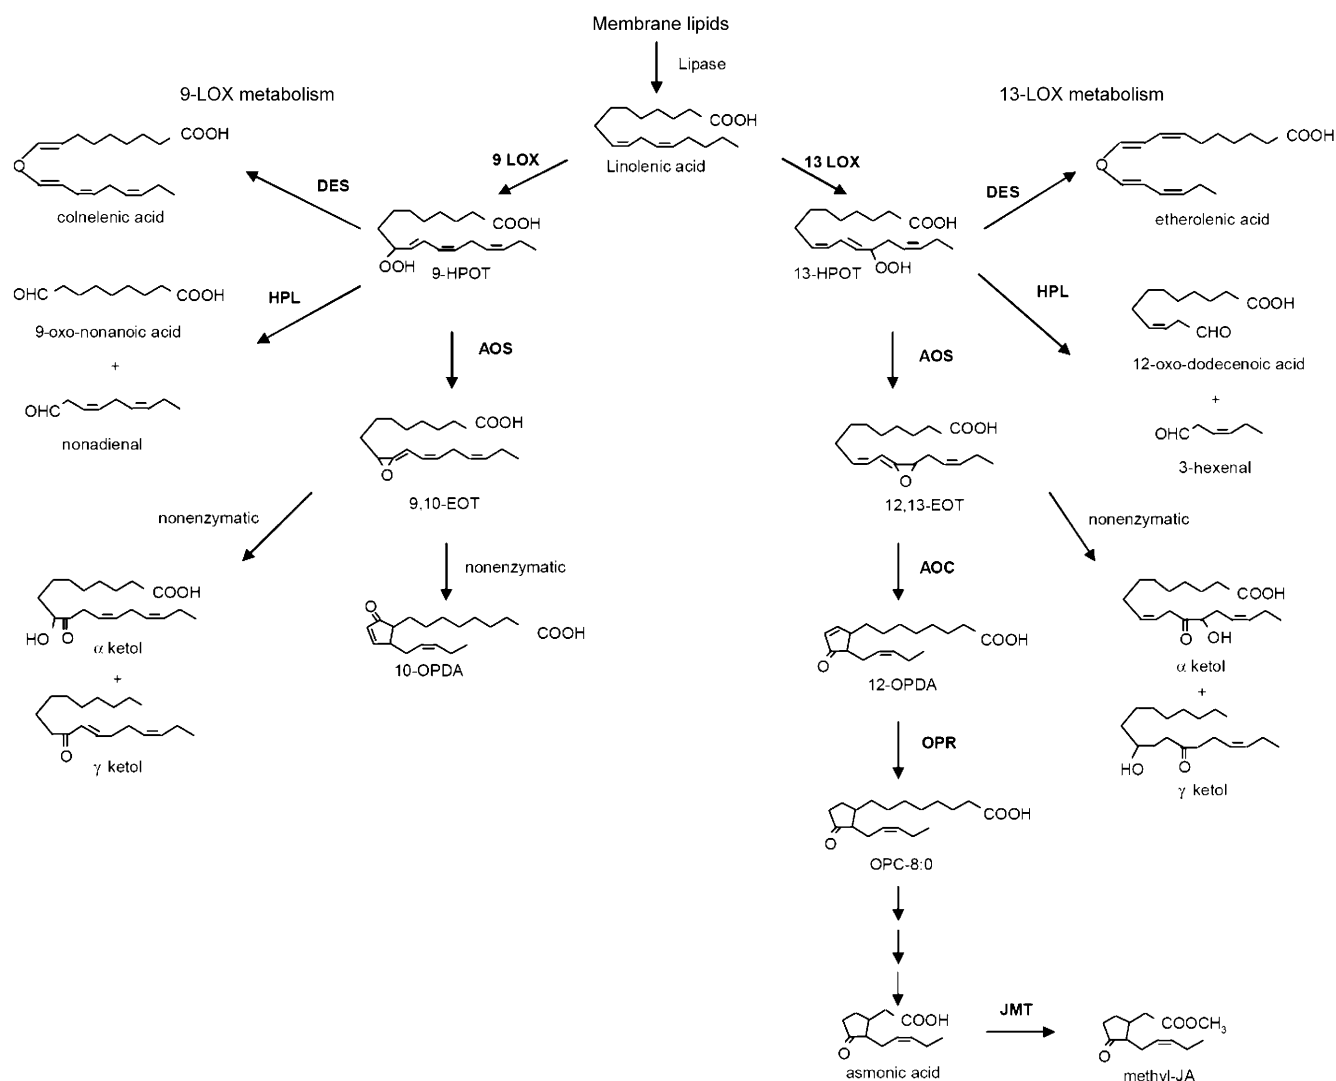 Membrane lipids
Lipase
9-LOX metabolism
13-LOX metabolism
COOH
O
colnelenic acid
DES
9 LOX
COOH
Linolenic acid
13 LOX
DES
COOH
O
etherolenic acid
COOH
OOH
9-HPOT
COOH
OOH
13-HPOT
OHC
COOH
9-oxo-nonanoic acid
+
OHC
nonadienal
HPL
AOS
AOS
HPL
COOH
CHO
12-oxo-dodecenoic acid
+
OHC
3-hexenal
COOH
O
9,10-EOT
COOH
O
12,13-EOT
nonenzymatic
nonenzymatic
AOC
nonenzymatic
COOH
HO
O
α ketol
+
O
γ ketol
O
COOH
10-OPDA
COOH
O
12-OPDA
COOH
O
OH
α ketol
+
HO
O
γ ketol
OPR
COOH
O
OPC-8:0
COOH
O
asmonic acid
JMT
COOCH3
O
methyl-JA